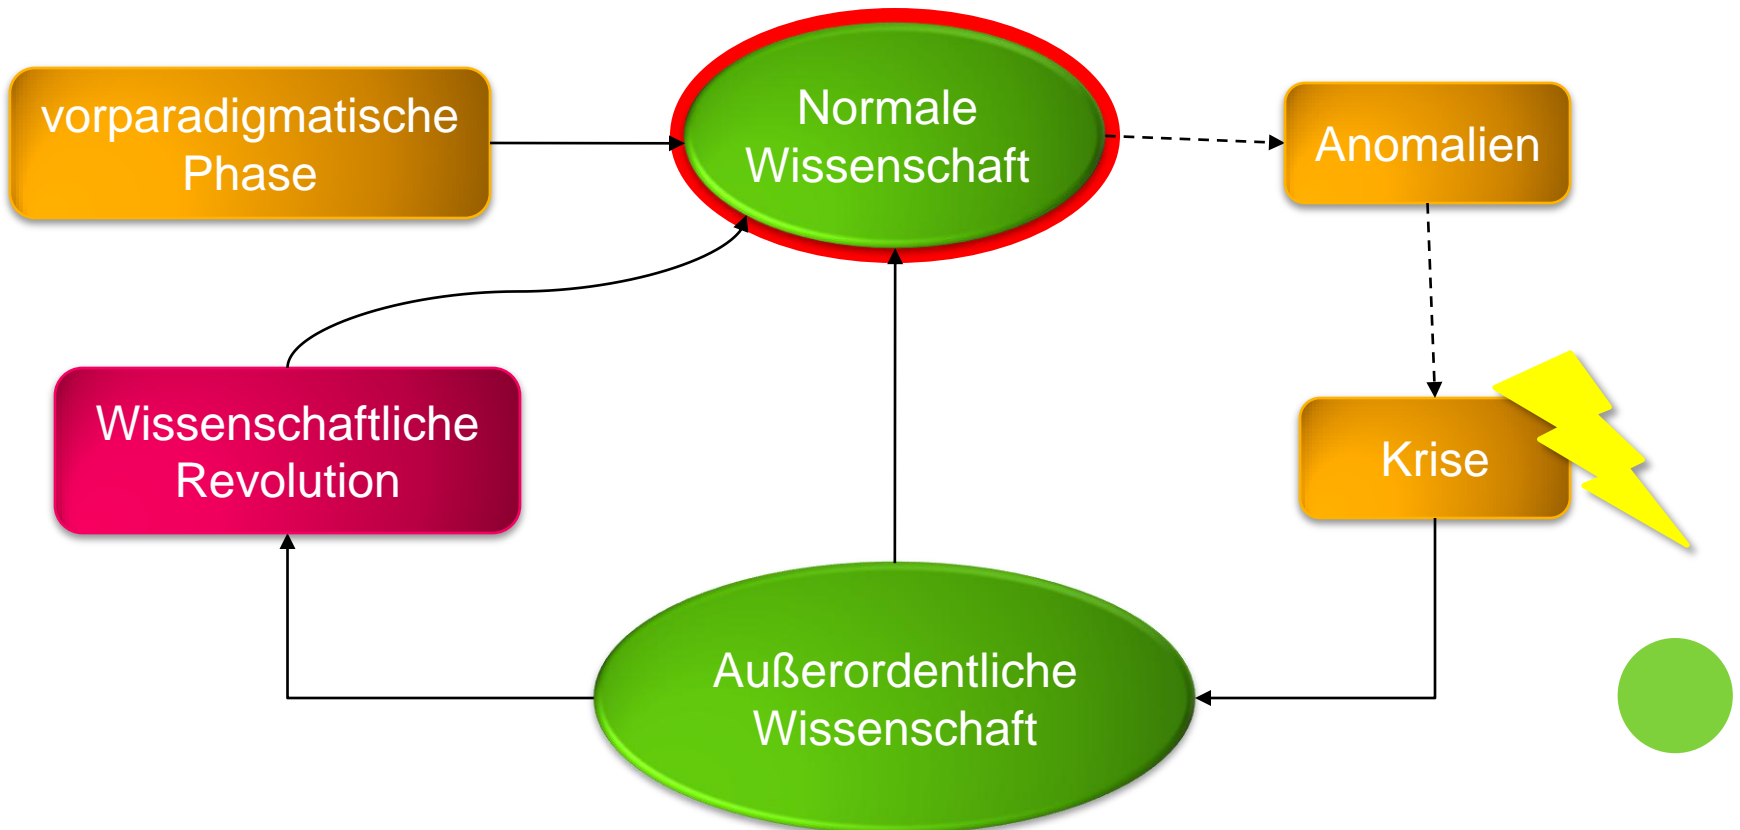 vorparadigmatische
Phase
Normale
Wissenschaft
Anomalien
Wissenschaftliche
Revolution
Krise
Außerordentliche
Wissenschaft